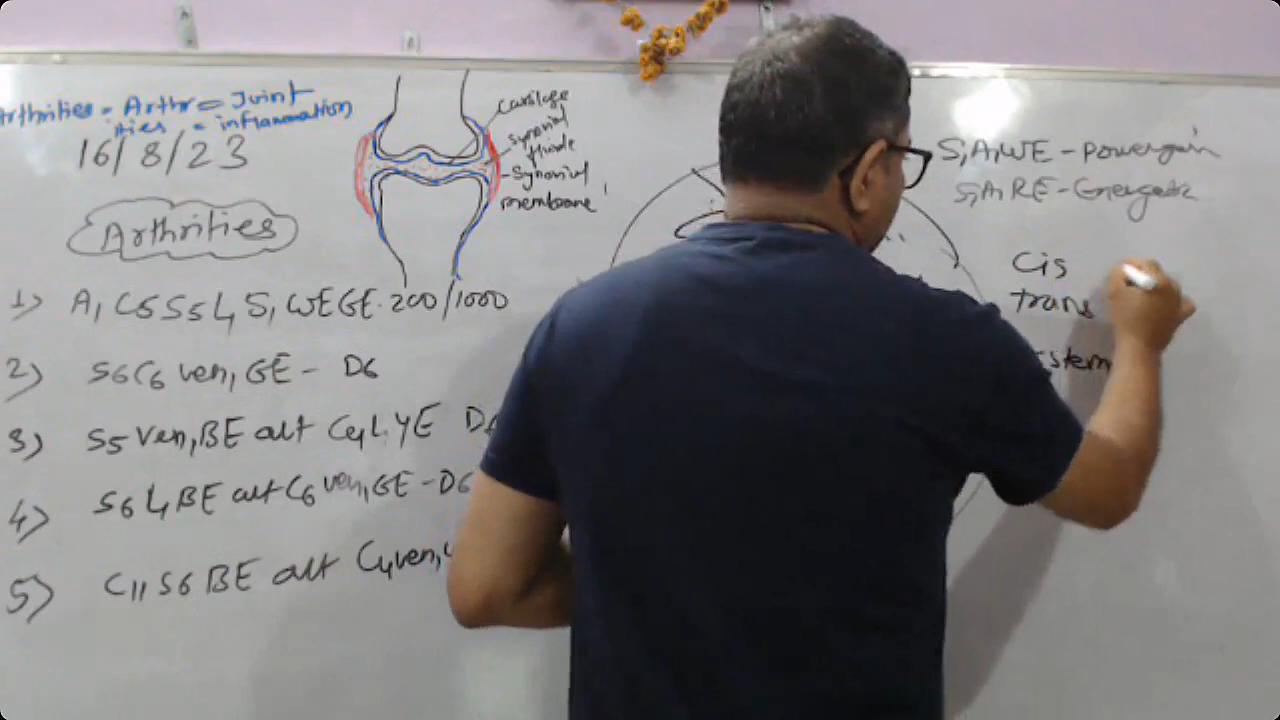 Arthrities = Arthr = Joint
ities = inflammation
16/8/23
Arthrities
Cartilage
Synovial
fluide
Synovial
membrane
1) A, C5 S5 L, S, WE GE. 200/1000
2) S6 C6 Ven, GE - D6
3) S5 Ven, BE alt C4 L, YE D6
4) S6 L, BE alt C6 Ven, GE - D6
5) C11 S6 BE alt C4 Ven,
S, A, WE - Powergain
S, A, RE - Energetic
Cis
trans